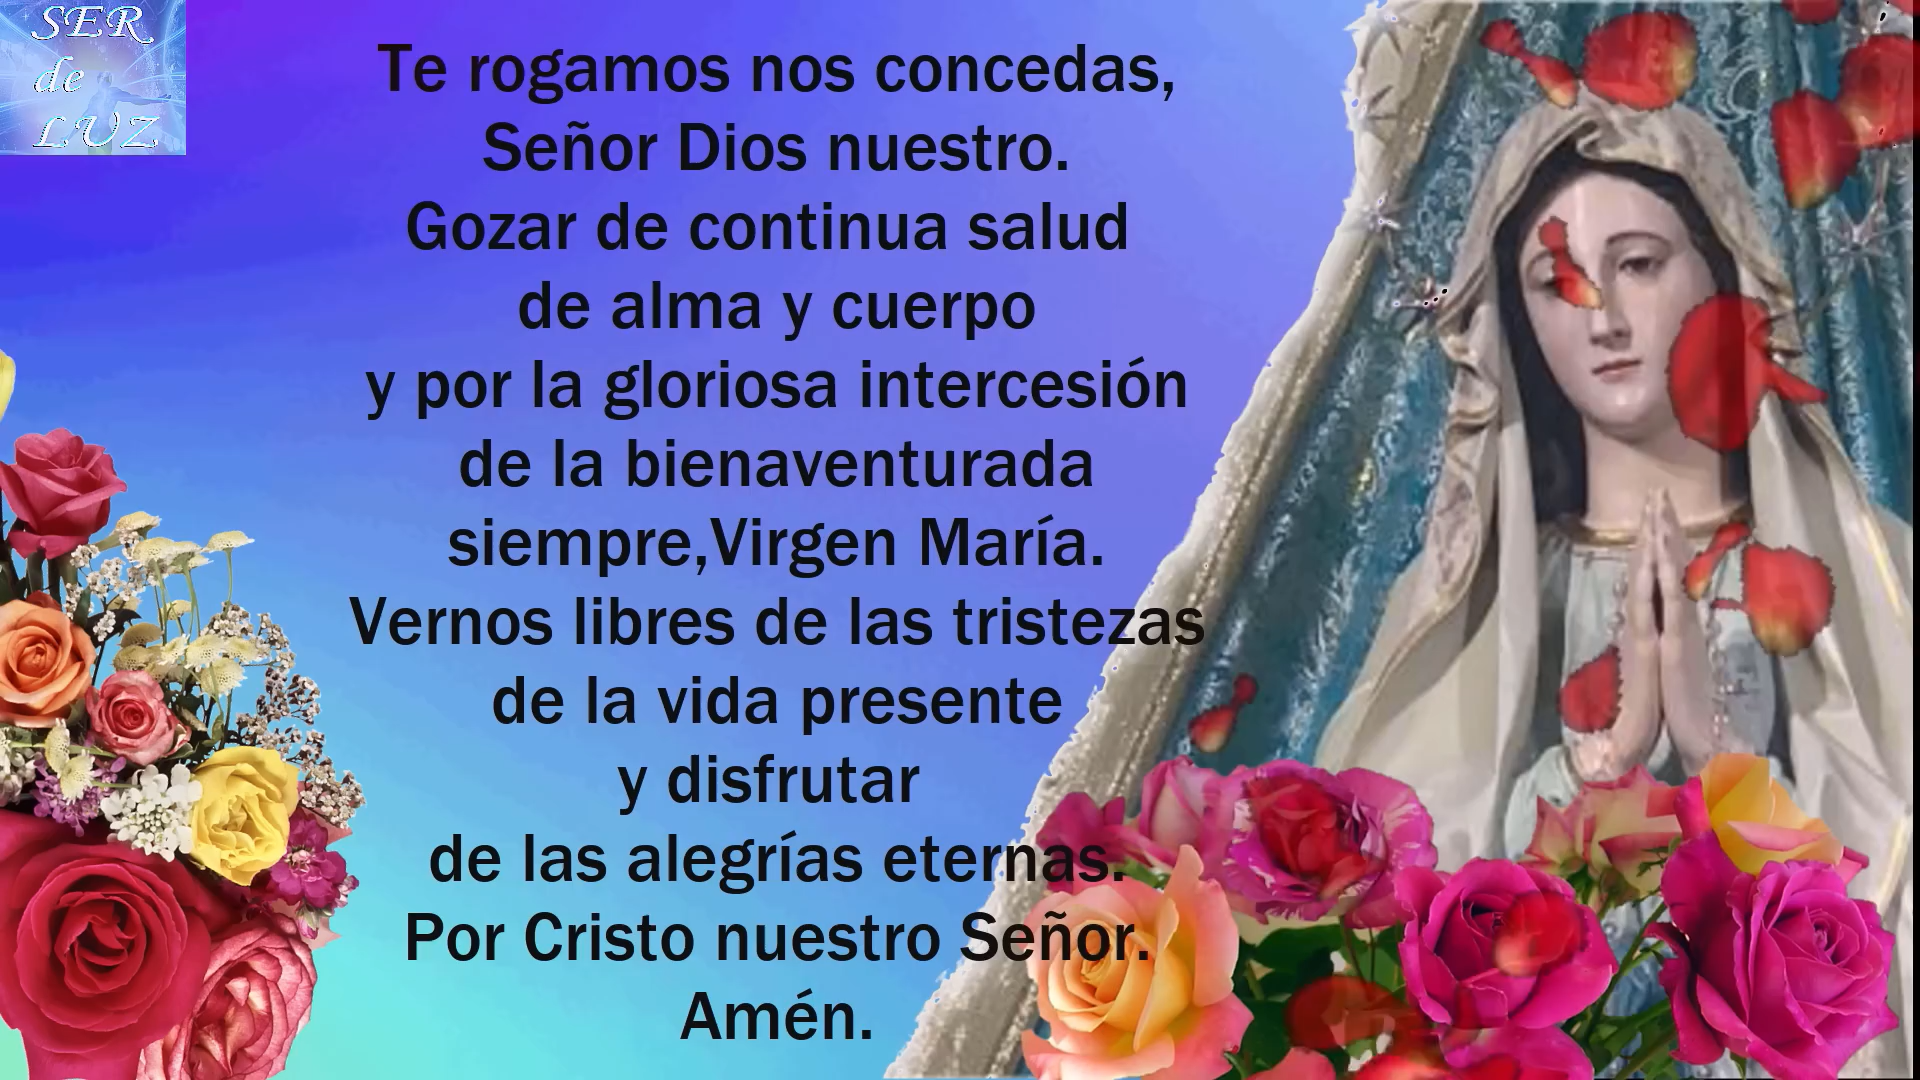 SER
de
LUZ
Te rogamos nos concedas,
Señor Dios nuestro.
Gozar de continua salud
de alma y cuerpo
y por la gloriosa intercesión
de la bienaventurada
siempre,Virgen María.
Vernos libres de las tristezas
de la vida presente
y disfrutar
de las alegrías eternas.
Por Cristo nuestro Señor.
Amén.